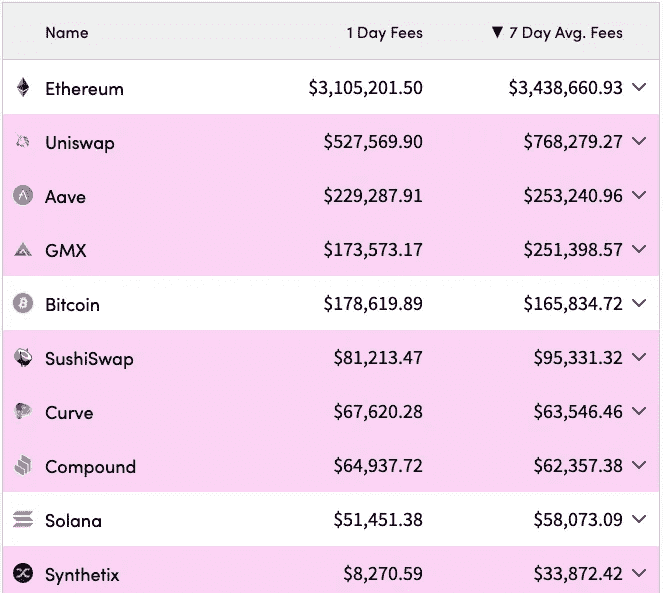 Name 1 Day Fees ▼ 7 Day Avg. Fees
Ethereum $3,105,201.50 $3,438,660.93
Uniswap $527,569.90 $768,279.27
Aave $229,287.91 $253,240.96
GMX $173,573.17 $251,398.57
Bitcoin $178,619.89 $165,834.72
SushiSwap $81,213.47 $95,331.32
Curve $67,620.28 $63,546.46
Compound $64,937.72 $62,357.38
Solana $51,451.38 $58,073.09
Synthetix $8,270.59 $33,872.42